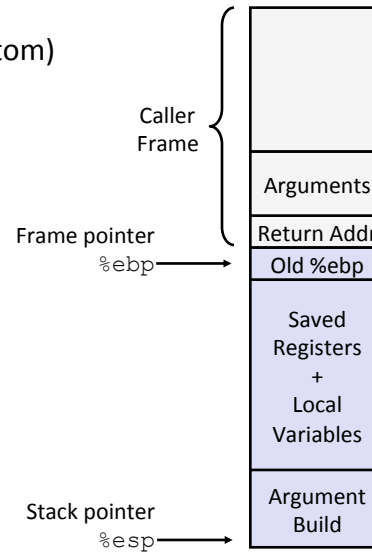 tom)
Caller
Frame
Arguments
Frame pointer
Return Addr
%ebp
Old %ebp
Saved
Registers
+
Local
Variables
Argument
Build
Stack pointer
%esp